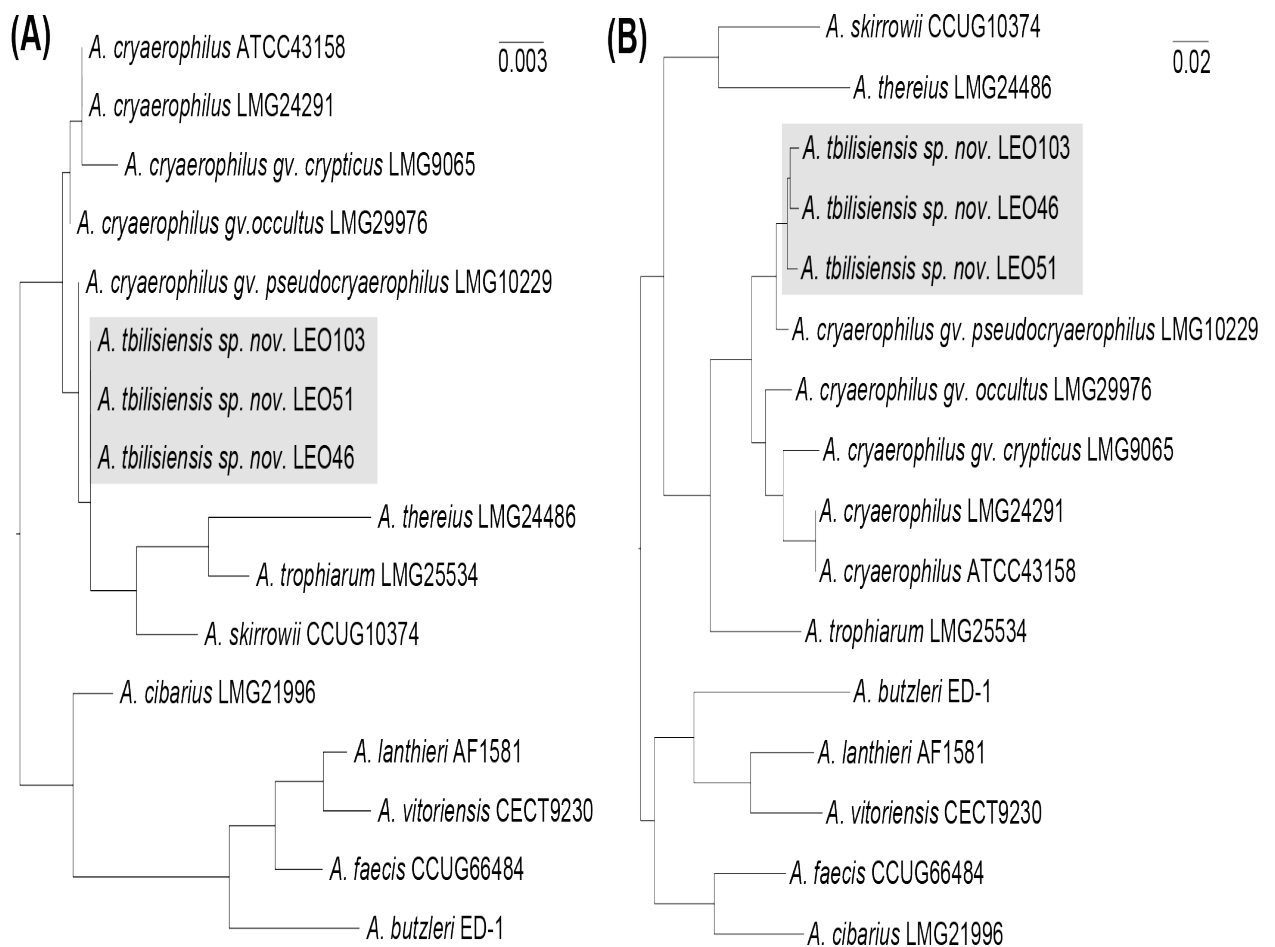 (A)
0.003
A. cryaerophilus ATCC43158
A. cryaerophilus LMG24291
A. cryaerophilus gv. crypticus LMG9065
A. cryaerophilus gv.occultus LMG29976
A. cryaerophilus gv. pseudocryaerophilus LMG10229
A. tbilisiensis sp. nov. LEO103
A. tbilisiensis sp. nov. LEO51
A. tbilisiensis sp. nov. LEO46
A. thereius LMG24486
A. trophiarum LMG25534
A. skirrowii CCUG10374
A. cibarius LMG21996
A. lanthieri AF1581
A. vitoriensis CECT9230
A. faecis CCUG66484
A. butzleri ED-1
(B)
0.02
A. skirrowii CCUG10374
A. thereius LMG24486
A. tbilisiensis sp. nov. LEO103
A. tbilisiensis sp. nov. LEO46
A. tbilisiensis sp. nov. LEO51
A. cryaerophilus gv. pseudocryaerophilus LMG10229
A. cryaerophilus gv. occultus LMG29976
A. cryaerophilus gv. crypticus LMG9065
A. cryaerophilus LMG24291
A. cryaerophilus ATCC43158
A. trophiarum LMG25534
A. butzleri ED-1
A. lanthieri AF1581
A. vitoriensis CECT9230
A. faecis CCUG66484
A. cibarius LMG21996